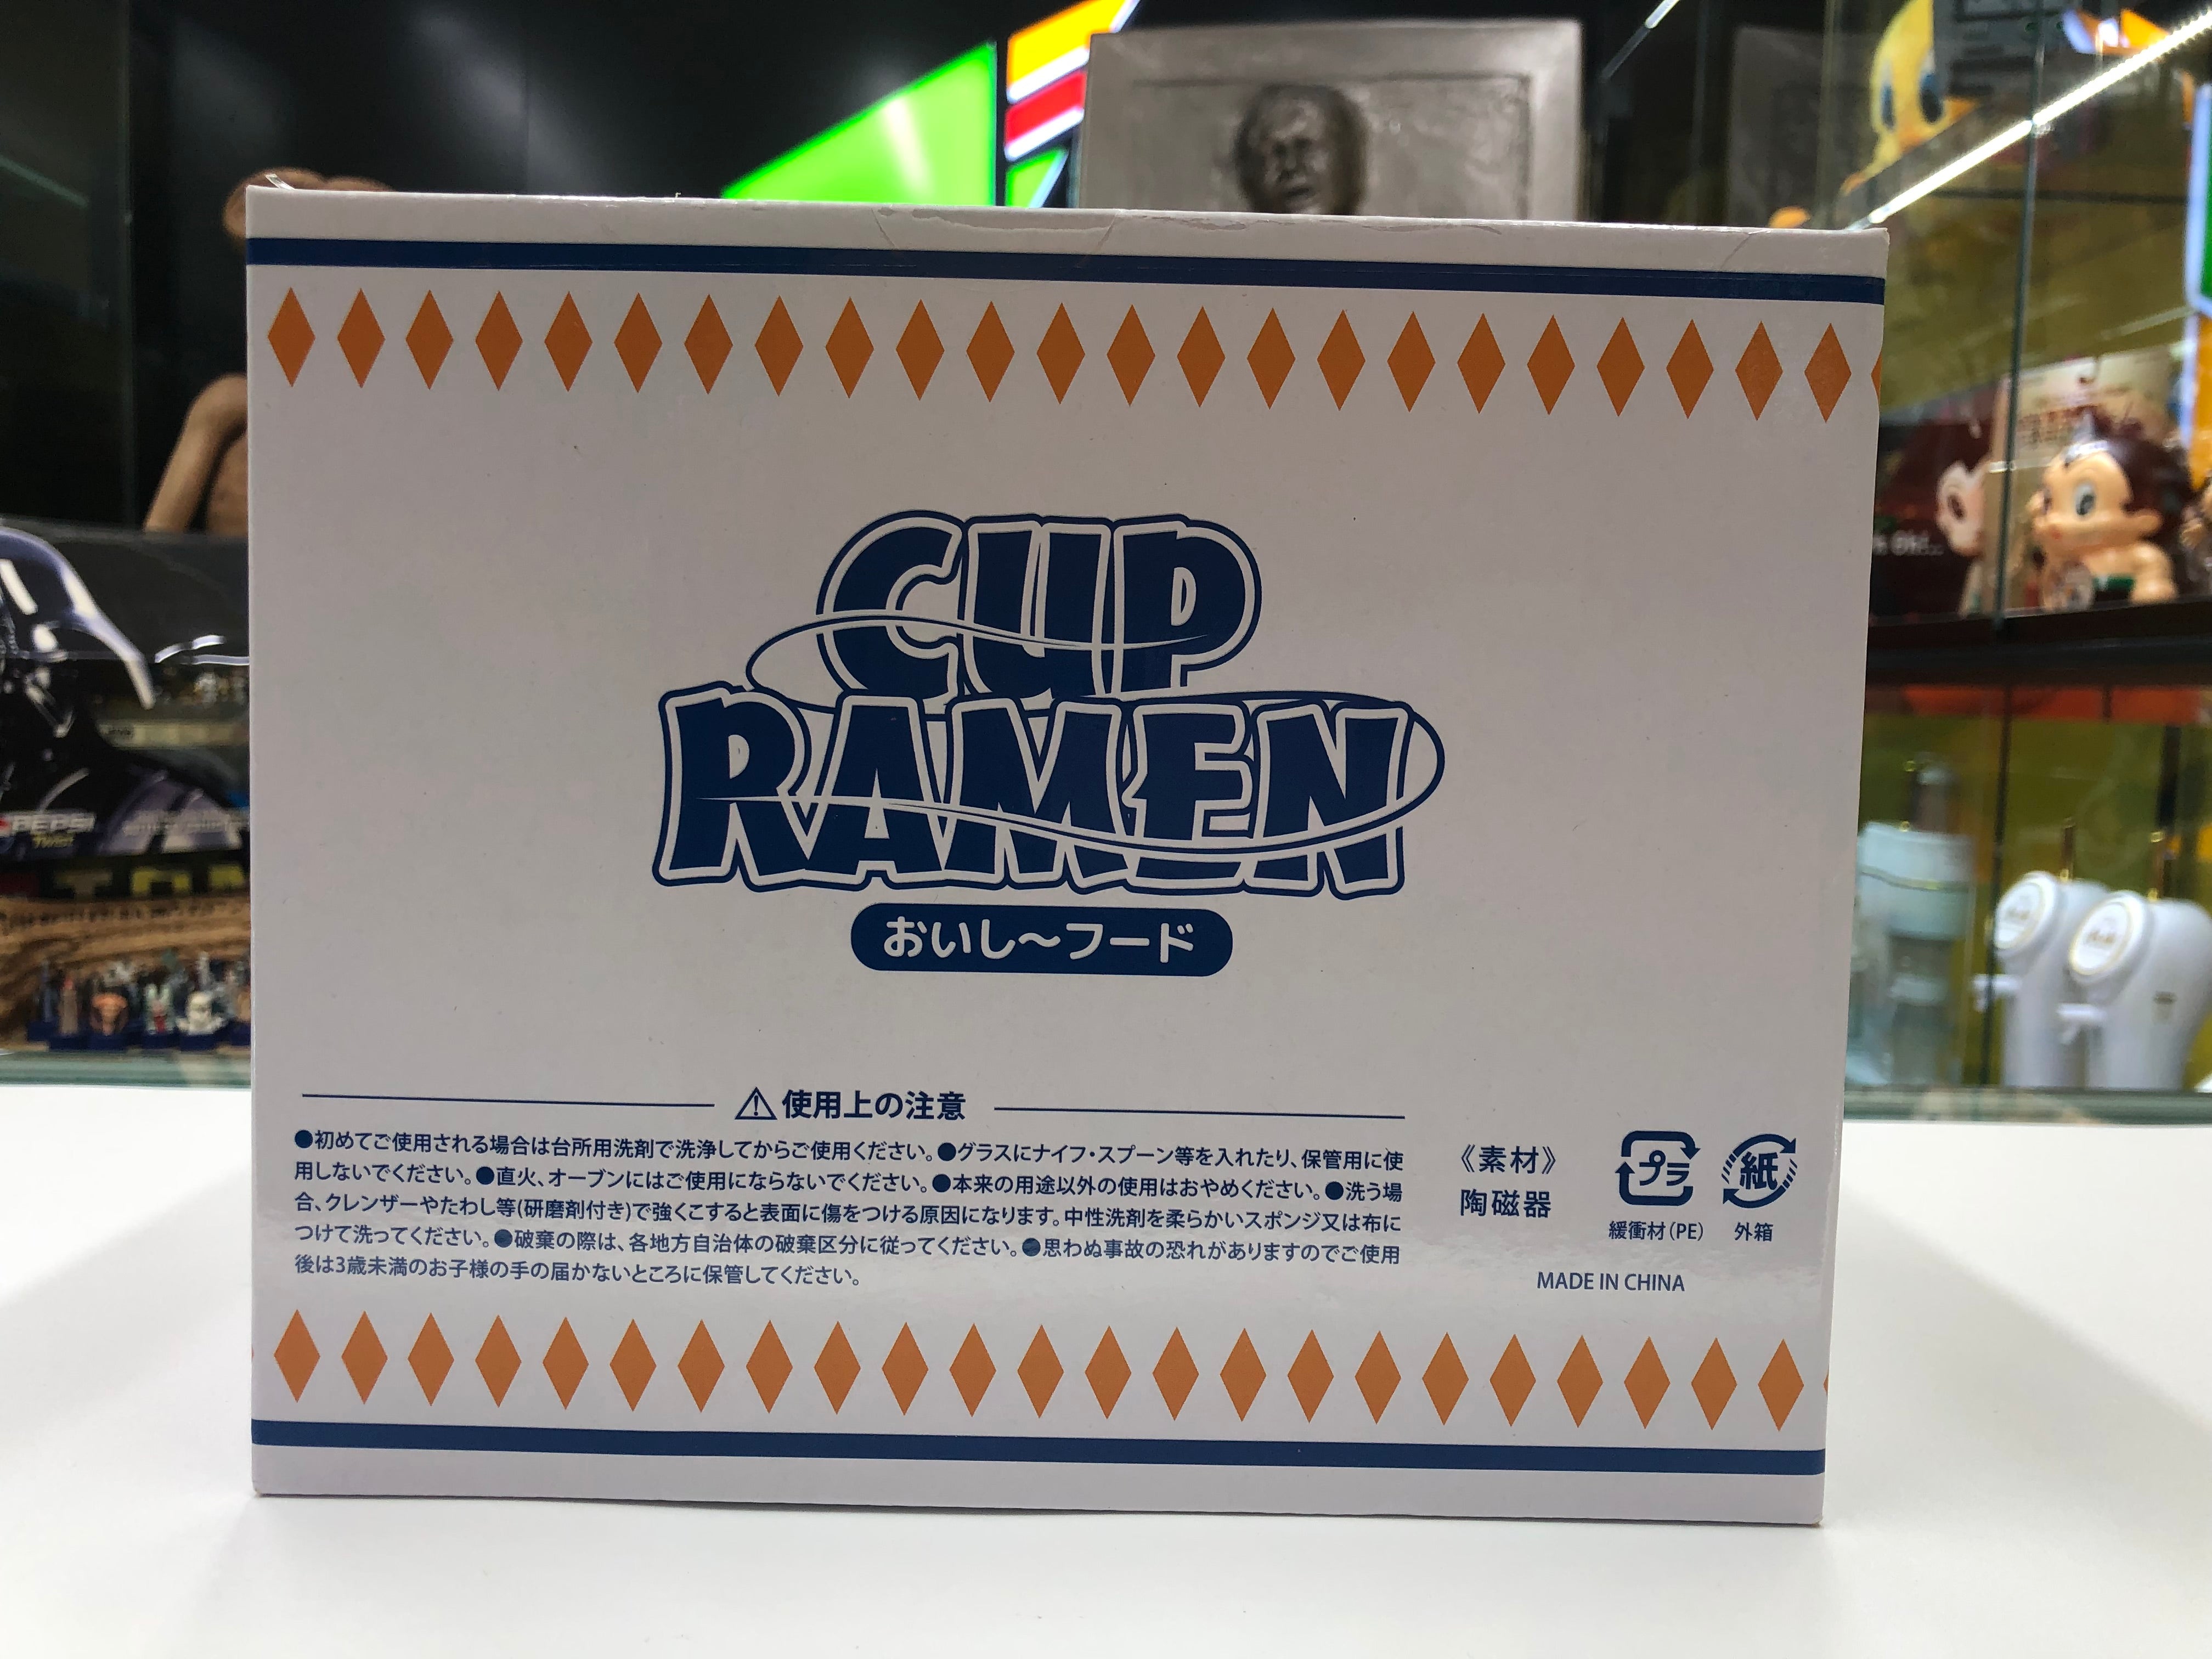 CUP
RAMEN
おいし〜フード
⚠使用上の注意
●初めてご使用される場合は台所用洗剤で洗浄してからご使用ください。●グラスにナイフ・スプーン等を入れたり、保管用に使
用しないでください。●直火、オーブンにはご使用にならないでください。●本来の用途以外の使用はおやめください。●洗う場
合、クレンザーやたわし等(研磨剤付き)で強くこすると表面に傷をつける原因になります。中性洗剤を柔らかいスポンジ又は布に
つけて洗ってください。●破棄の際は、各地方自治体の破棄区分に従ってください。●思わぬ事故の恐れがありますのでご使用
後は3歳未満のお子様の手の届かないところに保管してください。
《素材》
陶磁器
プラ
緩衝材(PE)
紙
外箱
MADE IN CHINA
PEPSI
Twist